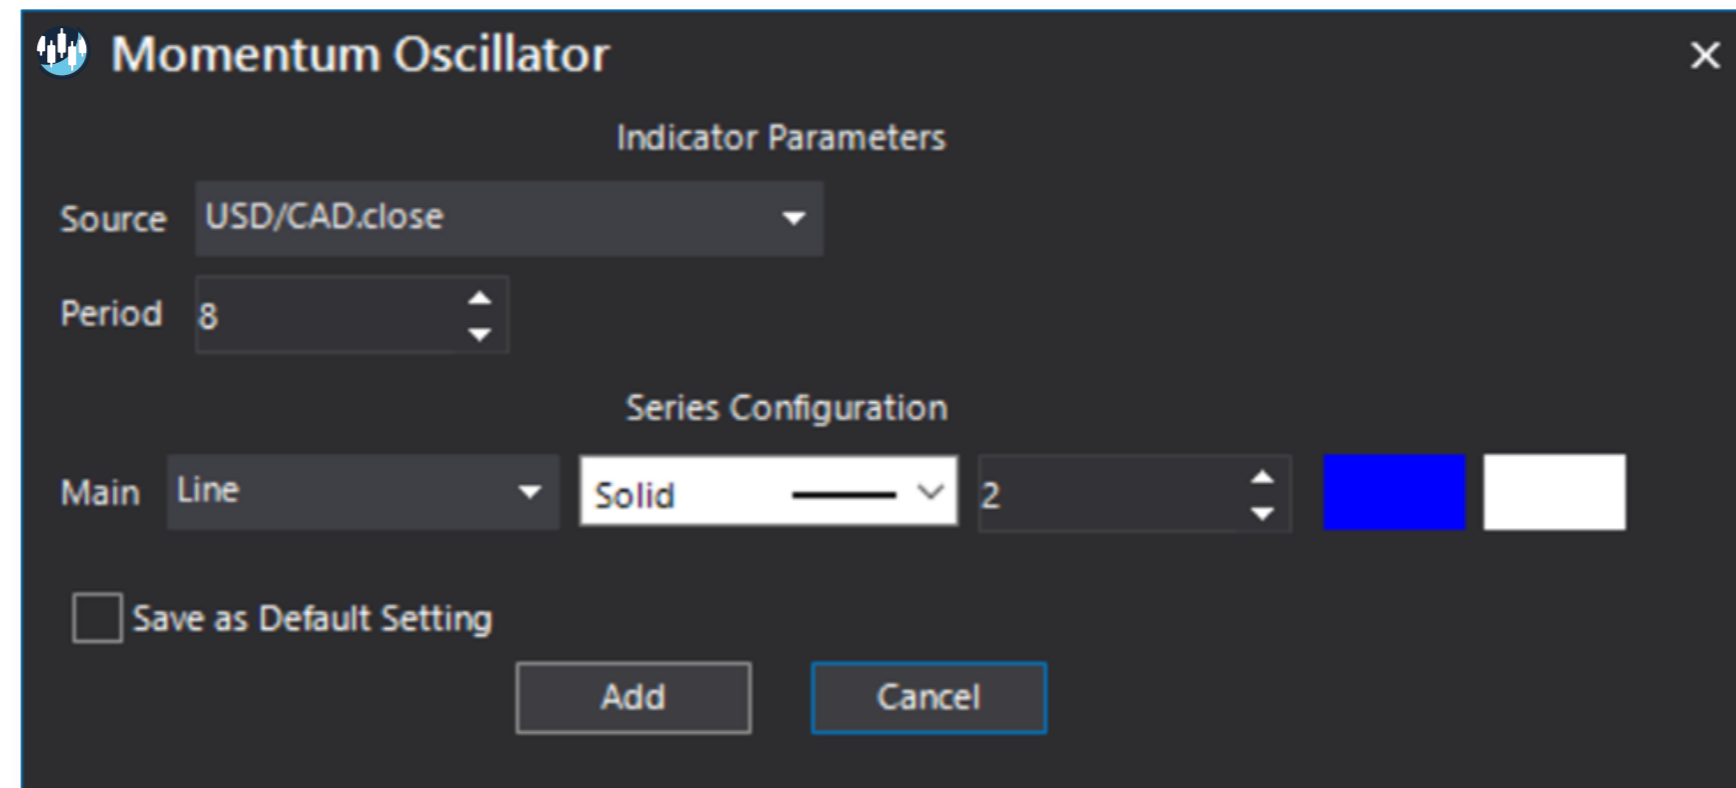 Momentum Oscillator
Indicator Parameters
Source USD/CAD.close
Period 8
Series Configuration
Main Line Solid 2
Save as Default Setting
Add Cancel